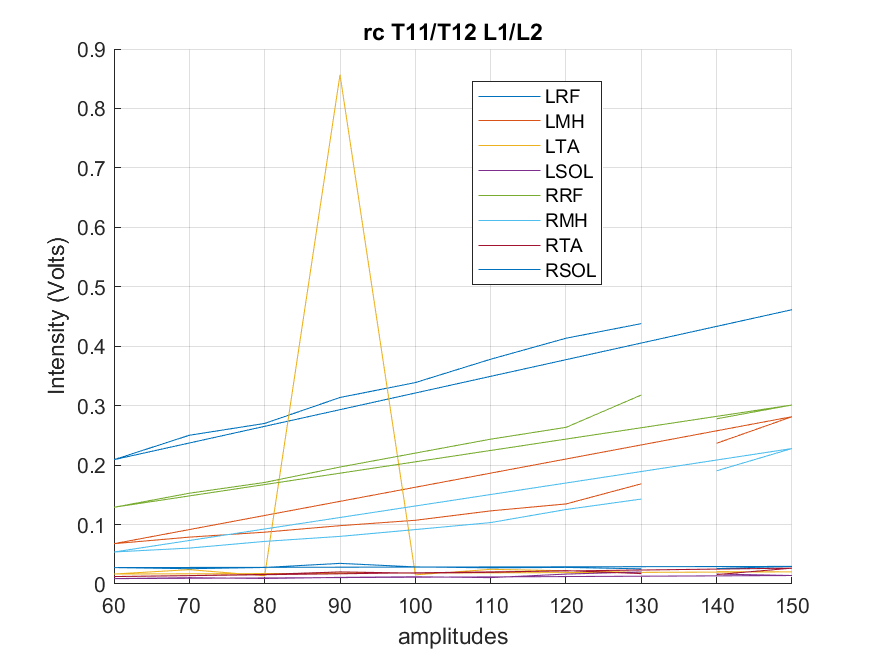 rc T11/T12 L1/L2
0.9
0.8
0.7
0.6
0.5
0.4
0.3
0.2
0.1
0
Intensity (Volts)
LRF
LMH
LTA
LSOL
RRF
RMH
RTA
RSOL
60 70 80 90 100 110 120 130 140 150
amplitudes